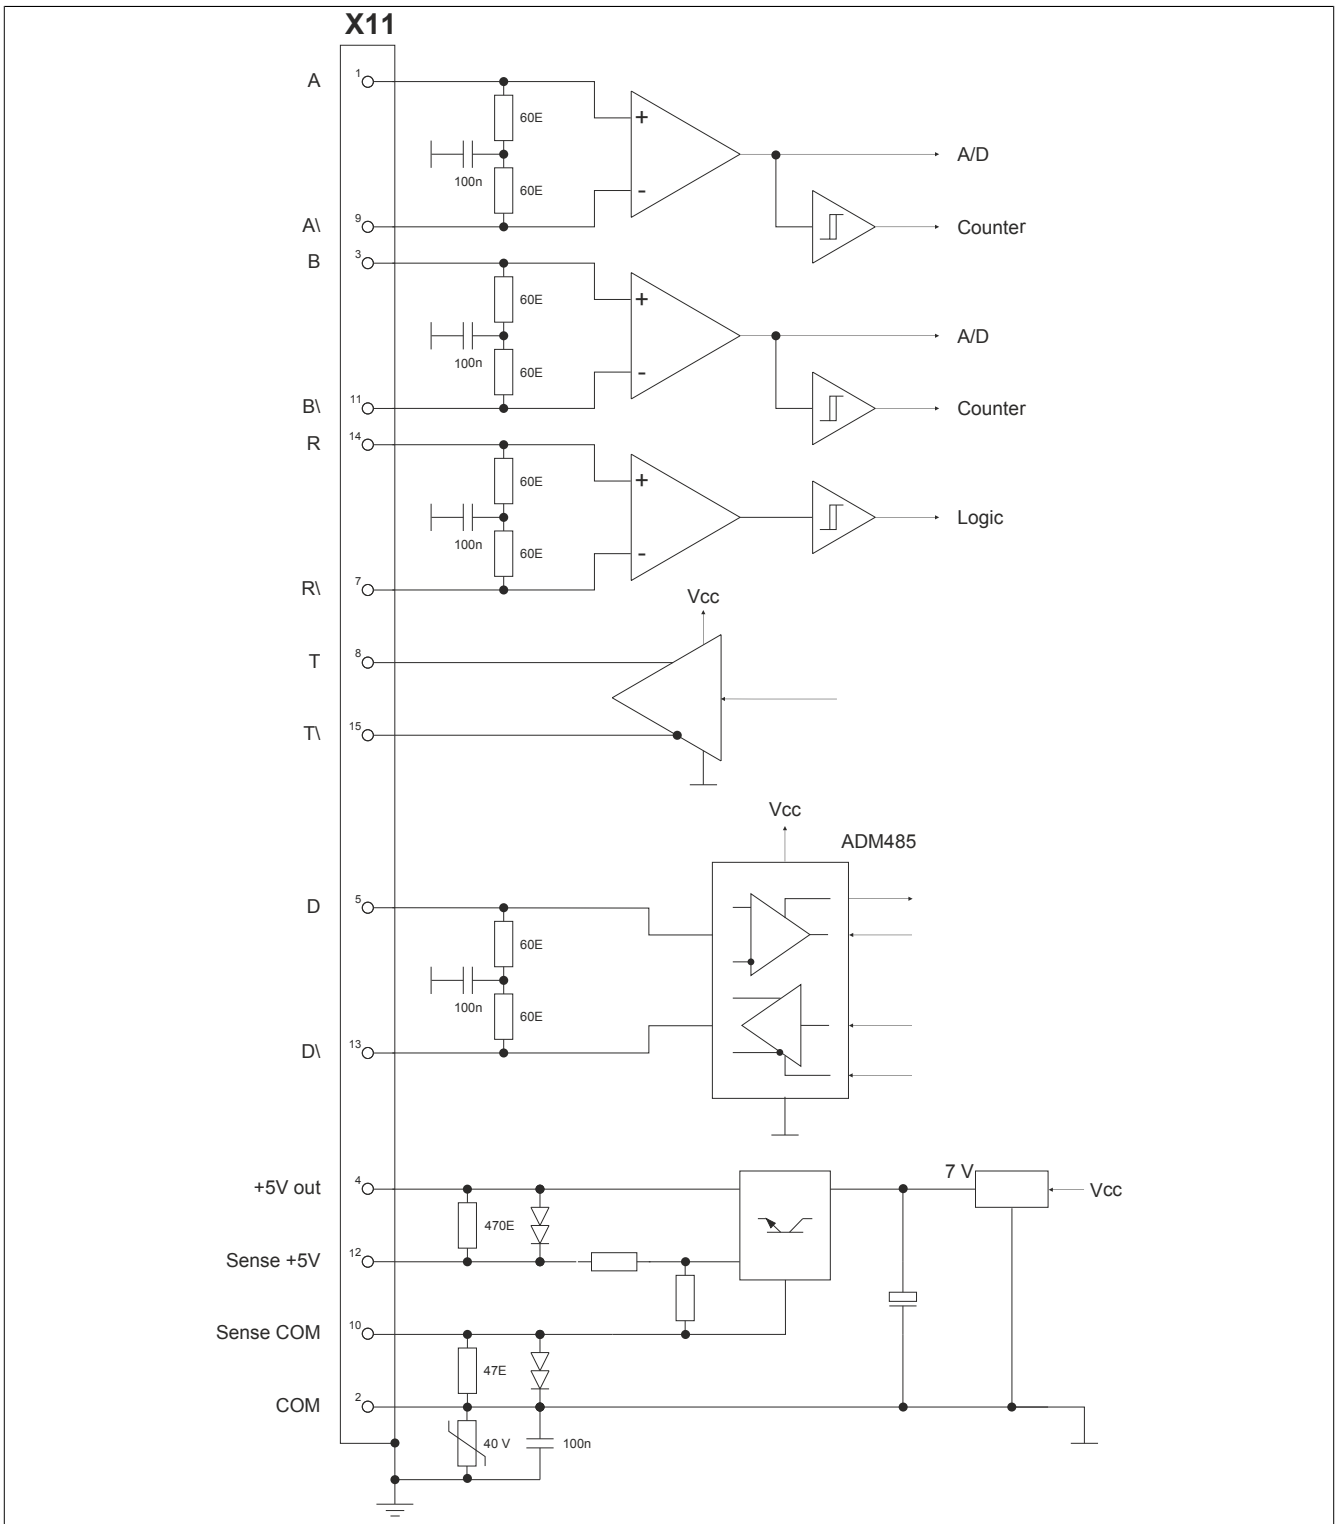 X11
A 1
60E
+
100n
60E
-
A/D
A\ 9
Counter
B 3
60E
+
100n
60E
-
A/D
B\ 11
Counter
R 14
60E
+
100n
60E
-
Logic
R\ 7
Vcc
T 8
T\ 15
Vcc
ADM485
D 5
60E
100n
60E
D\ 13
+5V out 4
7 V
Vcc
470E
Sense +5V 12
Sense COM 10
47E
COM 2
40 V
100n